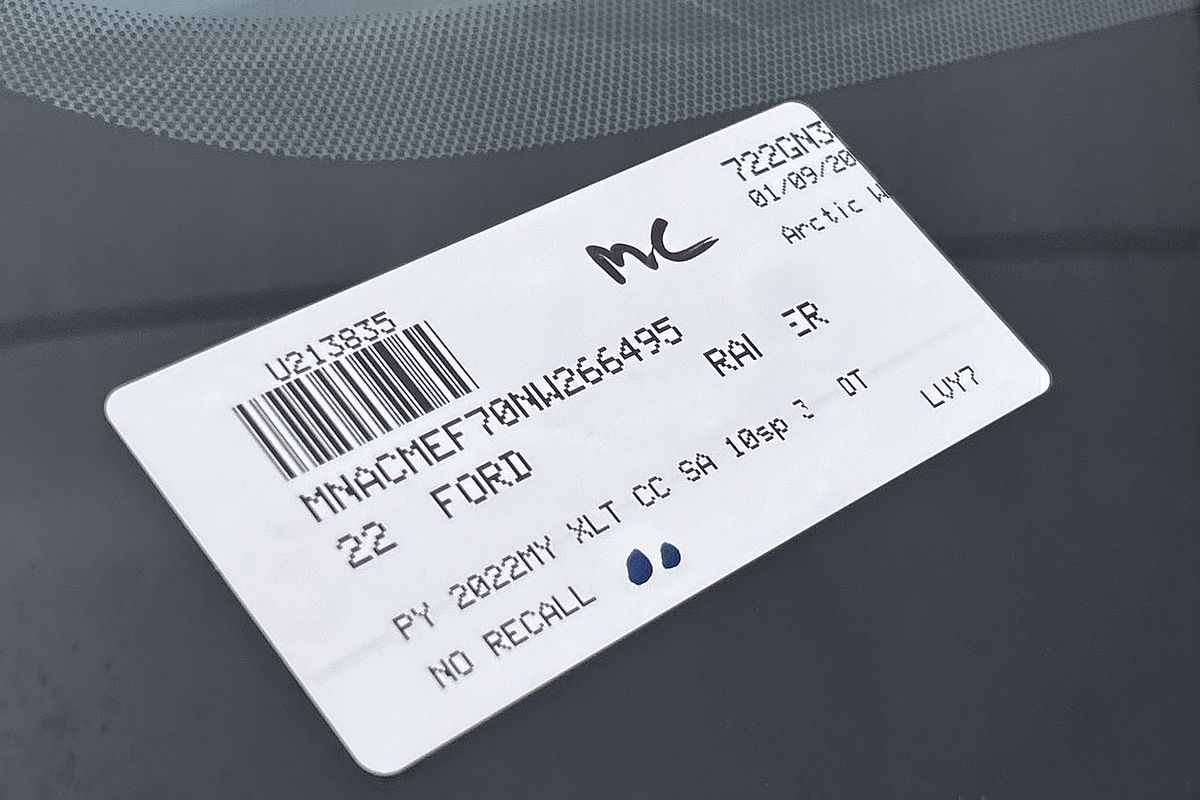 722GN3
01/09/20
Arctic W
MC
U213835
MNACMEF70NW266495
22 FORD
PY 2022MY XLT CC SA 10sp DT
LVY7
NO RECALL